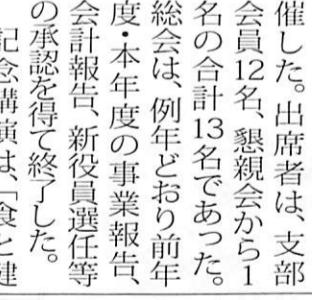 催した。出席者は、支部
会員12名、懇親会から1
名の合計13名であった。
総会は、例年どおり前年
度・本年度の事業報告、
会計報告、新役員選任等
の承認を得て終了した。
記念講演は、「食と健